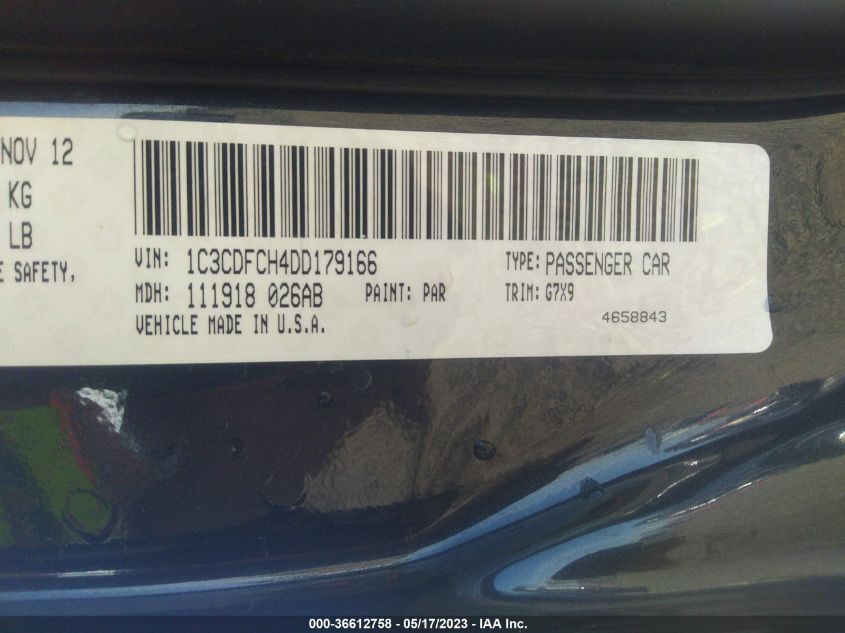 NOV 12
KG
LB
E SAFETY,
VIN: 1C3CDFCH4DD179166 TYPE: PASSENGER CAR
MDH: 111918 026AB PAINT: PAR TRIM: G7X9
VEHICLE MADE IN U.S.A. 4658843
000-36612758 - 05/17/2023 - IAA Inc.